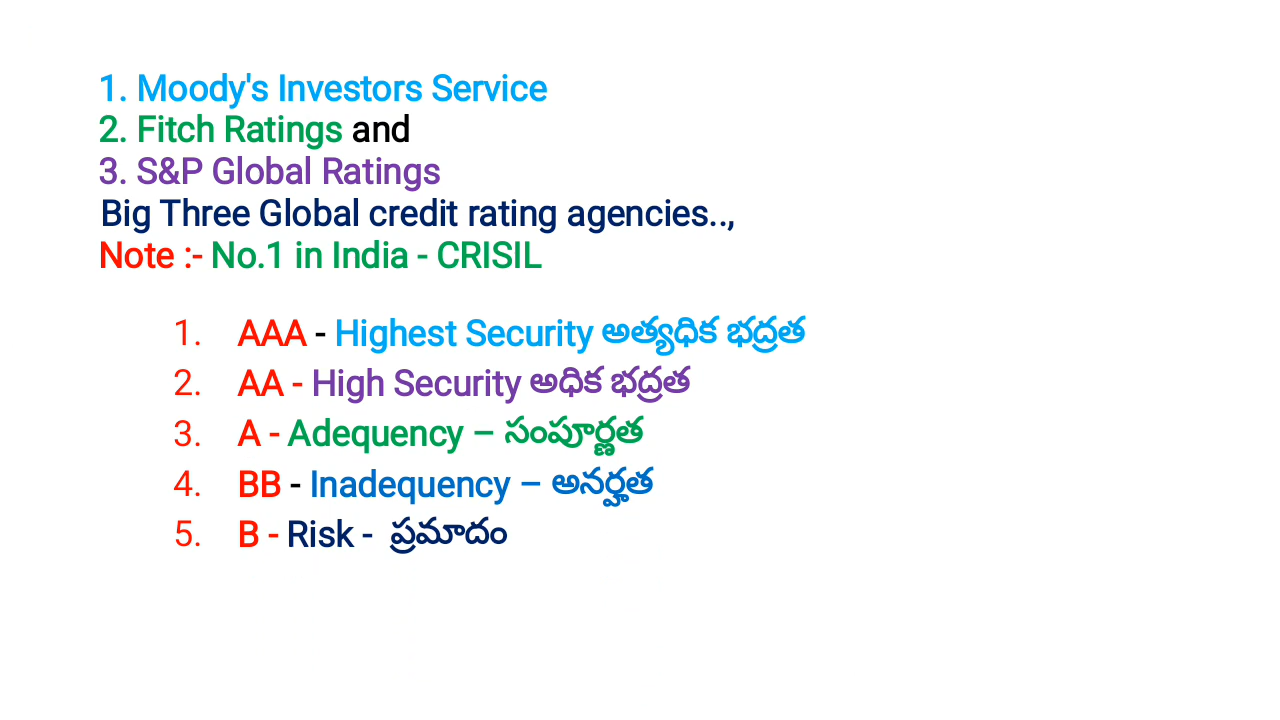 1. Moody's Investors Service
2. Fitch Ratings and
3. S&P Global Ratings
Big Three Global credit rating agencies..,
Note :- No.1 in India - CRISIL
1. AAA - Highest Security అత్యధిక భద్రత
2. AA - High Security అధిక భద్రత
3. A - Adequency – సంపూర్ణత
4. BB - Inadequency – అనర్హత
5. B - Risk - ప్రమాదం